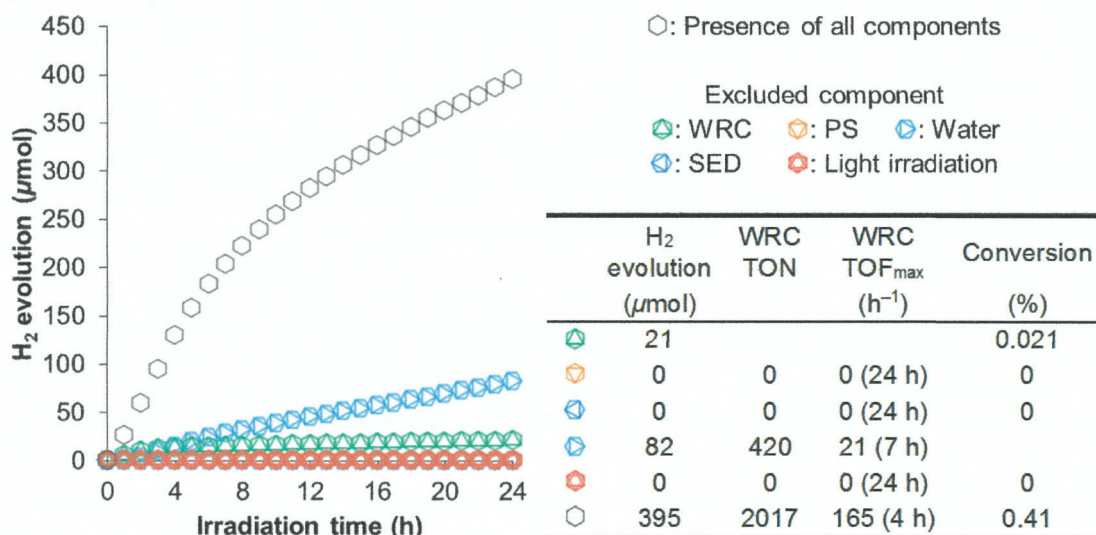 H2 evolution (µmol)
450
400
350
300
250
200
150
100
50
0
0 4 8 12 16 20 24
Irradiation time (h)
: Presence of all components
Excluded component
: WRC : PS : Water
: SED : Light irradiation
H2 WRC WRC Conversion
evolution TON TOFmax
(µmol) (h–1) (%)
21 0.021
0 0 0 (24 h) 0
0 0 0 (24 h) 0
82 420 21 (7 h)
0 0 0 (24 h) 0
395 2017 165 (4 h) 0.41